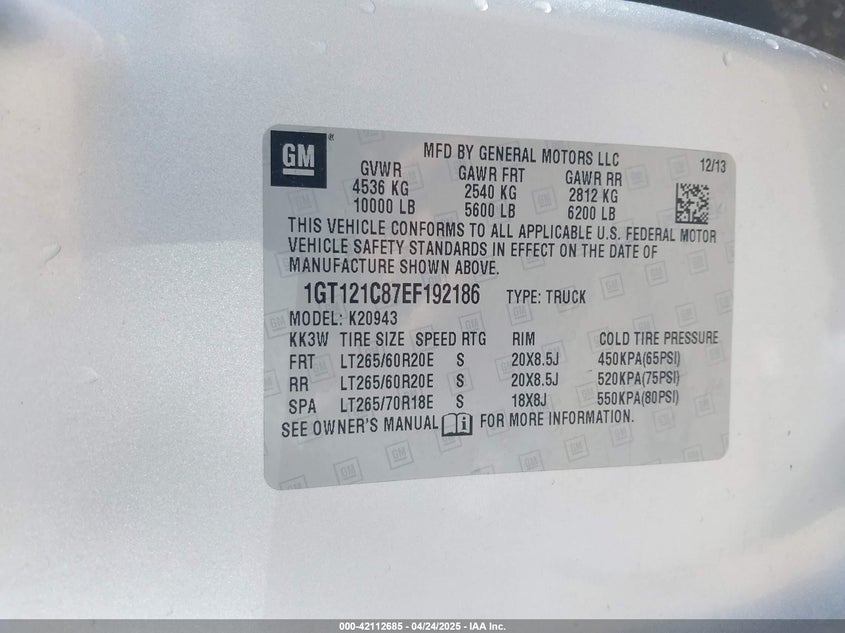 GM
MFD BY GENERAL MOTORS LLC
12/13
GVWR GAWR FRT GAWR RR
4536 KG 2540 KG 2812 KG
10000 LB 5600 LB 6200 LB
THIS VEHICLE CONFORMS TO ALL APPLICABLE U.S. FEDERAL MOTOR
VEHICLE SAFETY STANDARDS IN EFFECT ON THE DATE OF
MANUFACTURE SHOWN ABOVE.
1GT121C87EF192186 TYPE: TRUCK
MODEL: K20943
KK3W TIRE SIZE SPEED RTG RIM COLD TIRE PRESSURE
FRT LT265/60R20E S 20X8.5J 450KPA(65PSI)
RR LT265/60R20E S 20X8.5J 520KPA(75PSI)
SPA LT265/70R18E S 18X8J 550KPA(80PSI)
SEE OWNER'S MANUAL FOR MORE INFORMATION.
000-42112685 - 04/24/2025 - IAA Inc.